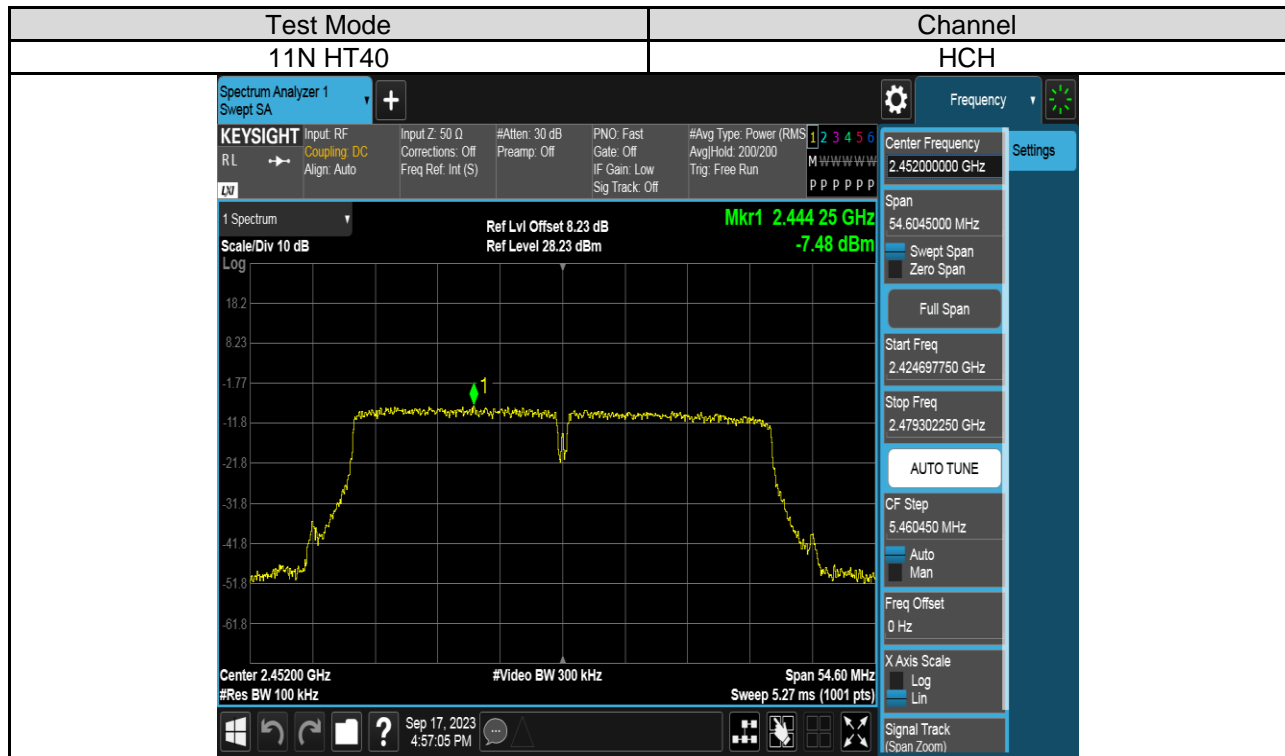 Test Mode Channel
11N HT40 HCH
Spectrum Analyzer 1
Swept SA
+
Frequency
KEYSIGHT Input: RF Input Z: 50 Ω #Atten: 30 dB PNO: Fast #Avg Type: Power (RMS 1 2 3 4 5 6
R L Coupling: DC Corrections: Off Preamp: Off Gate: Off Avg|Hold: 200/200
Align: Auto Freq Ref: Int (S) IF Gain: Low Trig: Free Run M W W W W W
LXI Sig Track: Off P P P P P P
1 Spectrum Ref Lvl Offset 8.23 dB Mkr1 2.444 25 GHz
Scale/Div 10 dB Ref Level 28.23 dBm -7.48 dBm
Log
18.2
8.23
-1.77
1
-11.8
-21.8
-31.8
-41.8
-51.8
-61.8
Center 2.45200 GHz #Video BW 300 kHz Span 54.60 MHz
#Res BW 100 kHz Sweep 5.27 ms (1001 pts)
? Sep 17, 2023
4:57:05 PM
Center Frequency
2.452000000 GHz
Settings
Span
54.6045000 MHz
Swept Span
Zero Span
Full Span
Start Freq
2.424697750 GHz
Stop Freq
2.479302250 GHz
AUTO TUNE
CF Step
5.460450 MHz
Auto
Man
Freq Offset
0 Hz
X Axis Scale
Log
Lin
Signal Track
(Span Zoom)